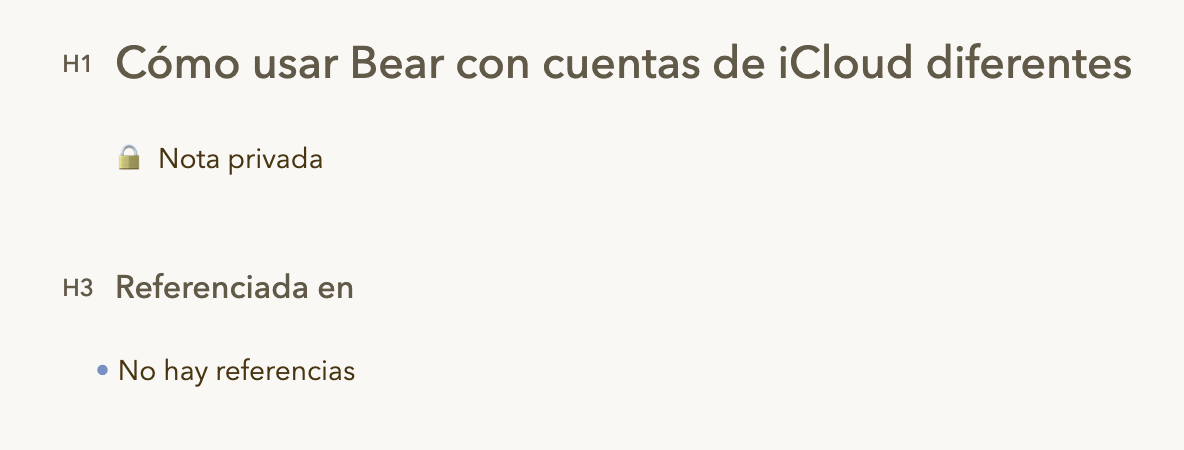 H1 Cómo usar Bear con cuentas de iCloud diferentes
🔒 Nota privada
H3 Referenciada en
• No hay referencias